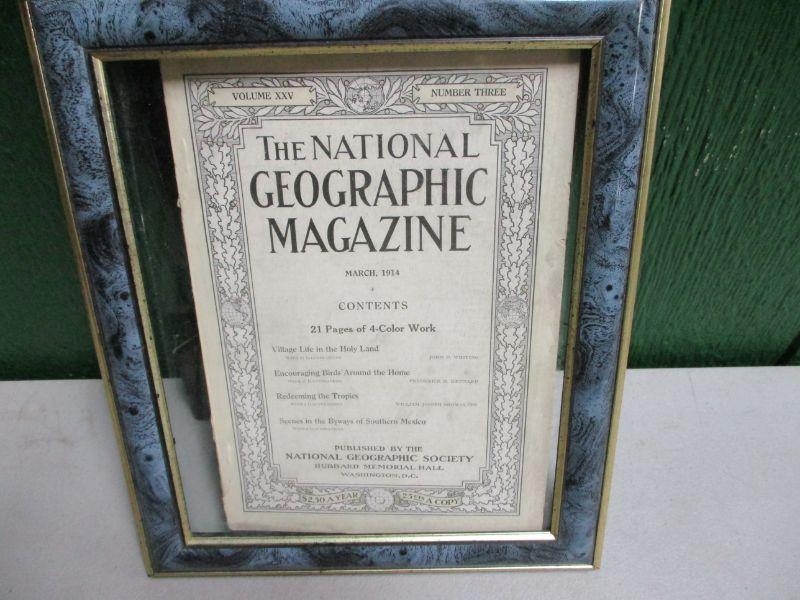 VOLUME XXV
NUMBER THREE
THE NATIONAL
GEOGRAPHIC
MAGAZINE
MARCH, 1914
CONTENTS
21 Pages of 4-Color Work
Village Life in the Holy Land
JOHN D. WHITING
Encouraging Birds Around the Home
FREDERICK H. KENNARD
Redeeming the Tropics
WILLIAM JOSEPH SHOWALTER
Scenes in the Byways of Southern Mexico
PUBLISHED BY THE
NATIONAL GEOGRAPHIC SOCIETY
HUBBARD MEMORIAL HALL
WASHINGTON, D.C.
$2.50 A YEAR
25 CTS A COPY